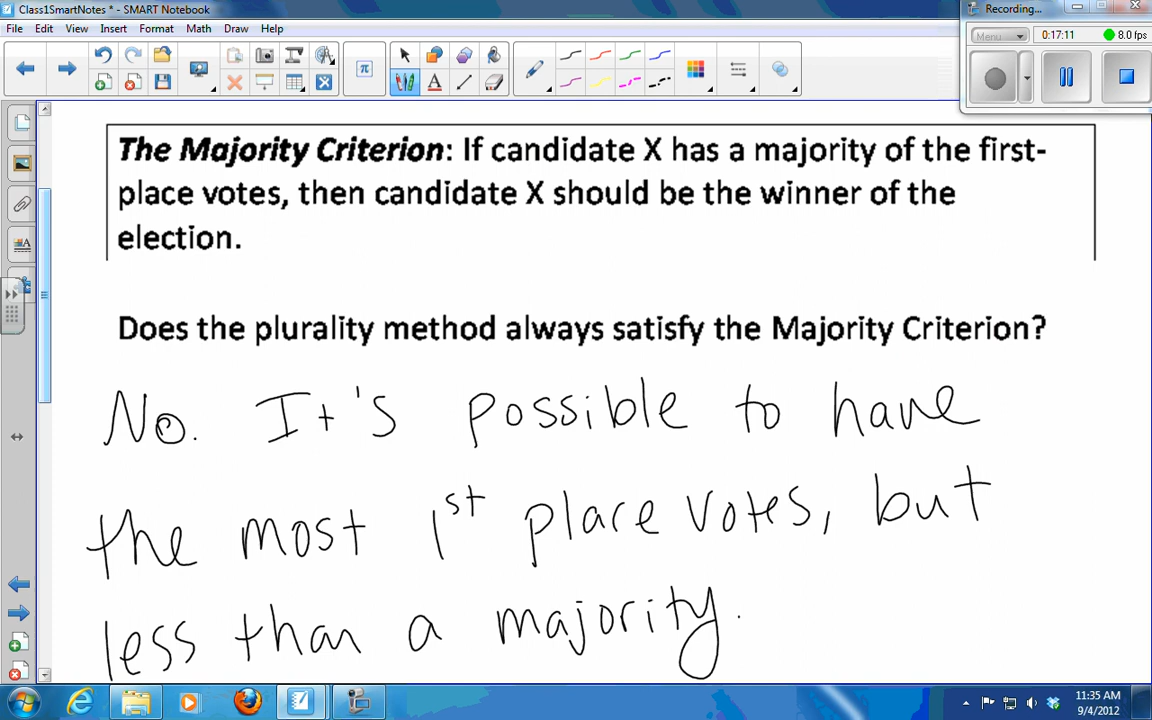 Class1SmartNotes * - SMART Notebook
Recording...
File Edit View Insert Format Math Draw Help
Menu
0:17:11
8.0 fps
The Majority Criterion: If candidate X has a majority of the first-
place votes, then candidate X should be the winner of the
election.
Does the plurality method always satisfy the Majority Criterion?
No. It's possible to have
the most 1st place votes, but
less than a majority.
11:35 AM
9/4/2012